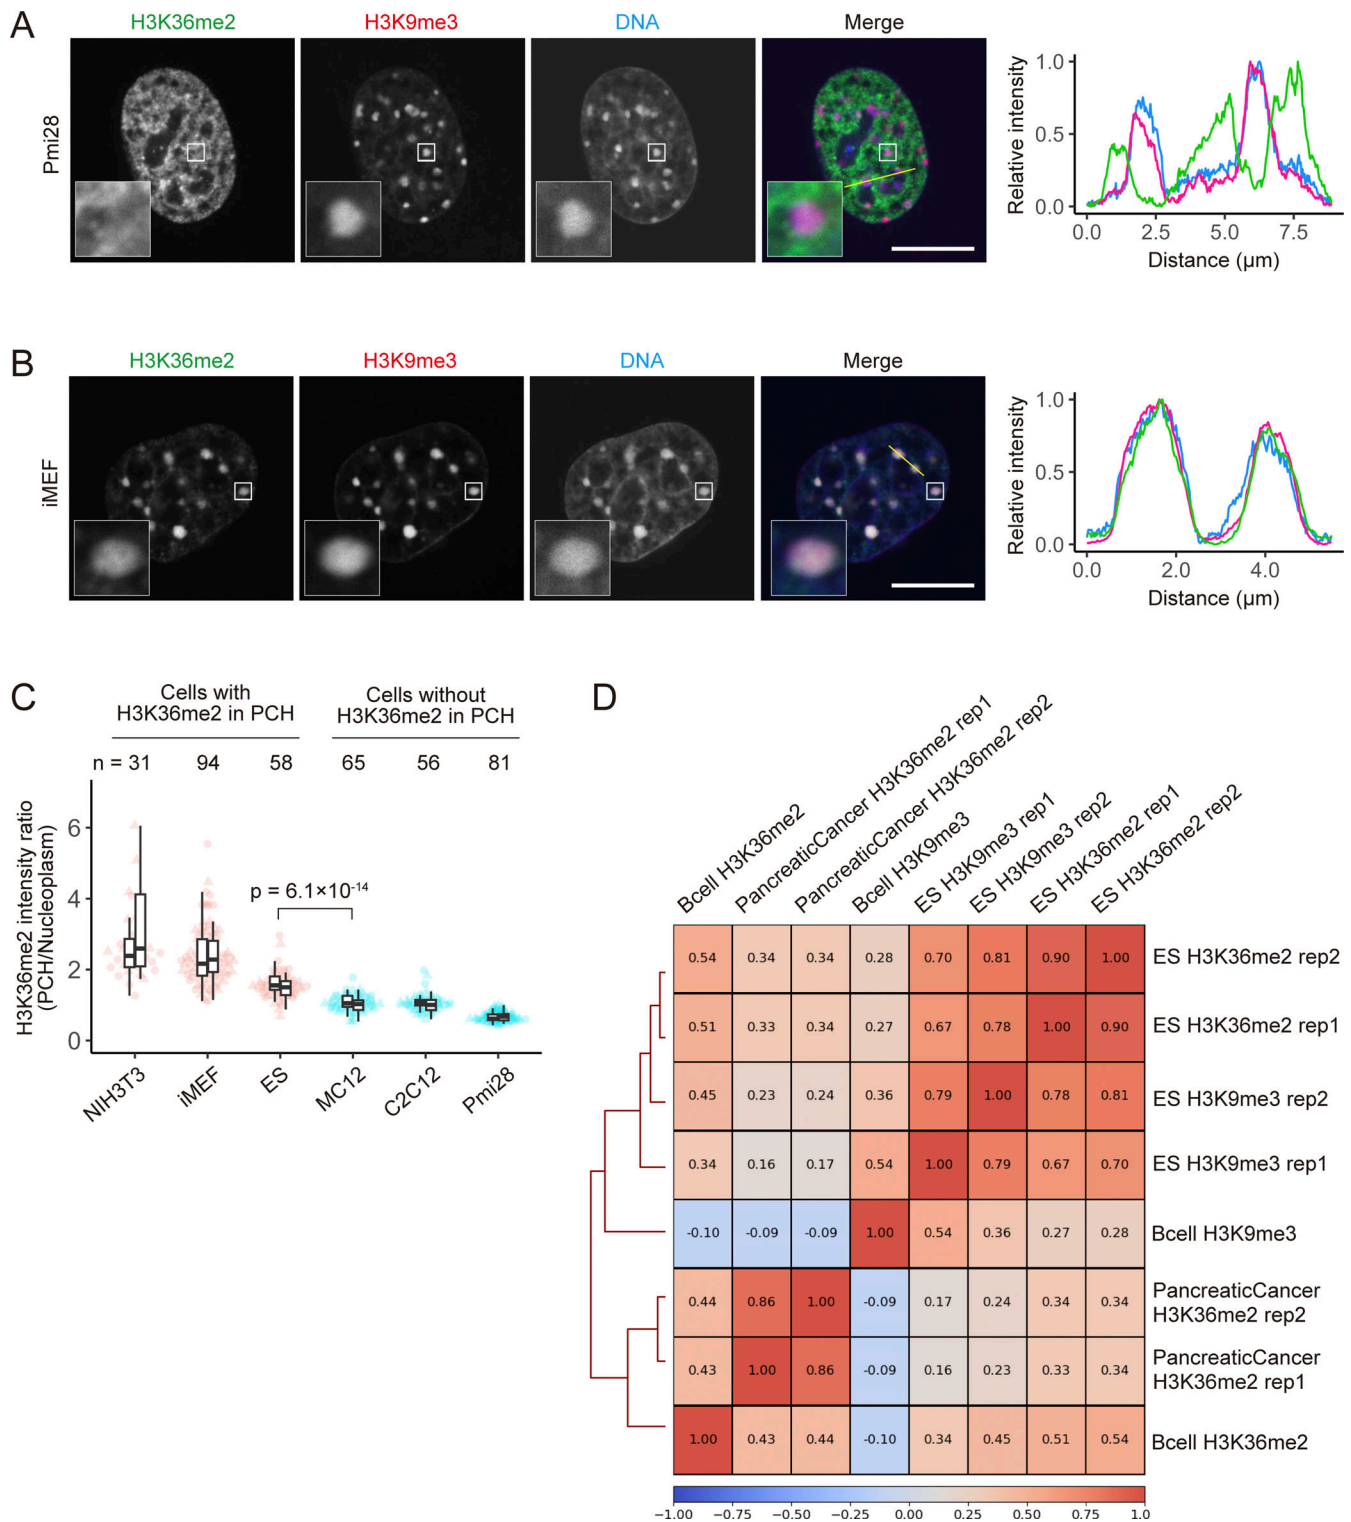 A
H3K36me2
H3K9me3
DNA
Merge
Pmi28
Relative intensity
1.0
0.5
0.0
0.0
2.5
5.0
7.5
Distance (µm)
B
H3K36me2
H3K9me3
DNA
Merge
iMEF
Relative intensity
1.0
0.5
0.0
0.0
2.0
4.0
Distance (µm)
C
Cells with
H3K36me2 in PCH
Cells without
H3K36me2 in PCH
n = 31 94 58 65 56 81
H3K36me2 intensity ratio
(PCH/Nucleoplasm)
6
4
2
0
p = 6.1×10-14
NIH3T3
iMEF
ES
MC12
C2C12
Pmi28
D
Bcell H3K36me2
PancreaticCancer H3K36me2 rep1
PancreaticCancer H3K36me2 rep2
Bcell H3K9me3
ES H3K9me3 rep1
ES H3K9me3 rep2
ES H3K36me2 rep1
ES H3K36me2 rep2
0.54 0.34 0.34 0.28 0.70 0.81 0.90 1.00 ES H3K36me2 rep2
0.51 0.33 0.34 0.27 0.67 0.78 1.00 0.90 ES H3K36me2 rep1
0.45 0.23 0.24 0.36 0.79 1.00 0.78 0.81 ES H3K9me3 rep2
0.34 0.16 0.17 0.54 1.00 0.79 0.67 0.70 ES H3K9me3 rep1
-0.10 -0.09 -0.09 1.00 0.54 0.36 0.27 0.28 Bcell H3K9me3
0.44 0.86 1.00 -0.09 0.17 0.24 0.34 0.34 PancreaticCancer
H3K36me2 rep2
0.43 1.00 0.86 -0.09 0.16 0.23 0.33 0.34 PancreaticCancer
H3K36me2 rep1
1.00 0.43 0.44 -0.10 0.34 0.45 0.51 0.54 Bcell H3K36me2
−1.00 −0.75 −0.50 −0.25 0.00 0.25 0.50 0.75 1.0